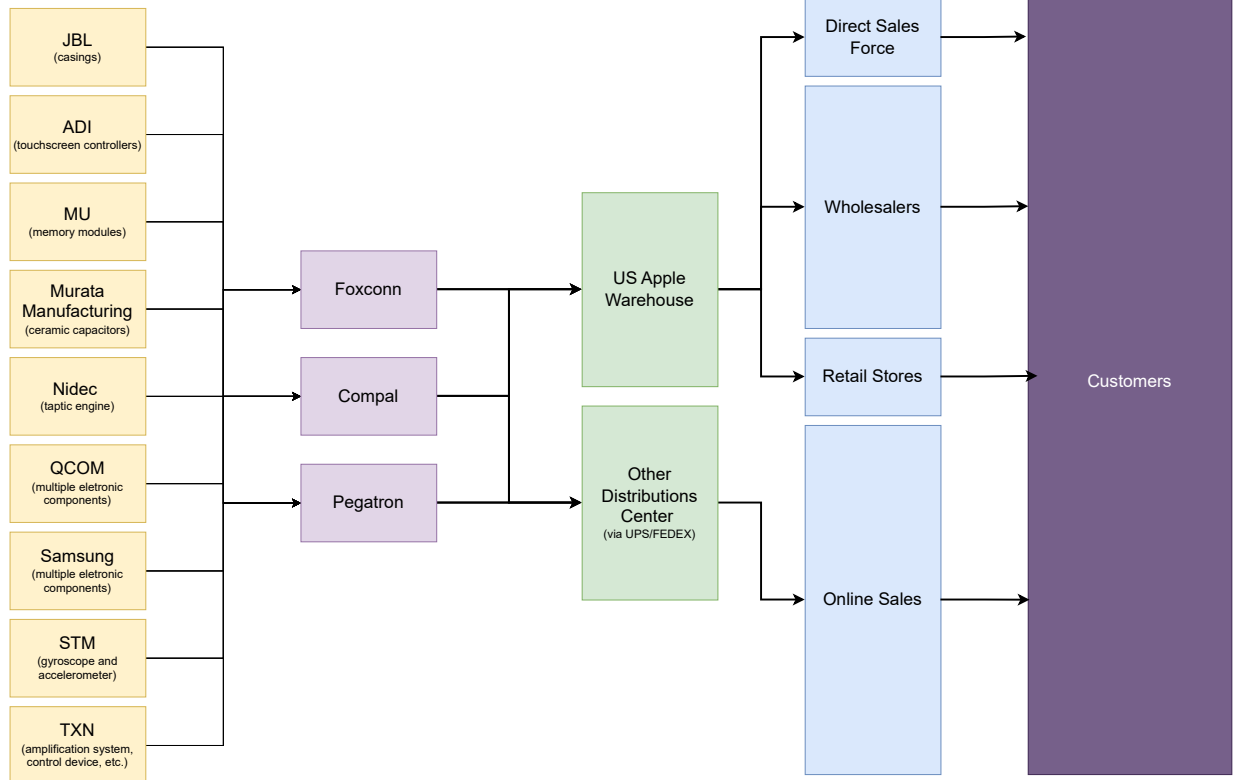 JBL
(casings)
ADI
(touchscreen controllers)
MU
(memory modules)
Murata
Manufacturing
(ceramic capacitors)
Nidec
(taptic engine)
QCOM
(multiple eletronic
components)
Samsung
(multiple eletronic
components)
STM
(gyroscope and
accelerometer)
TXN
(amplification system,
control device, etc.)
Foxconn
Compal
Pegatron
US Apple
Warehouse
Other
Distributions
Center
(via UPS/FEDEX)
Direct Sales
Force
Wholesalers
Retail Stores
Online Sales
Customers